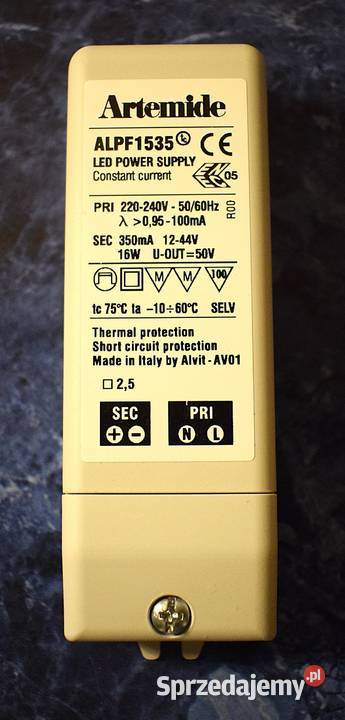 Artemide
ALPF1535
LED POWER SUPPLY
Constant current
05
R00
PRI 220-240V - 50/60Hz
λ >0,95-100mA
SEC 350mA 12-44V
16W U-OUT=50V
M M 100
tc 75°C ta -10÷60°C SELV
Thermal protection
Short circuit protection
Made in Italy by Alvit - AV01
2,5
SEC PRI
+ - N L
Sprzedajemy.pl